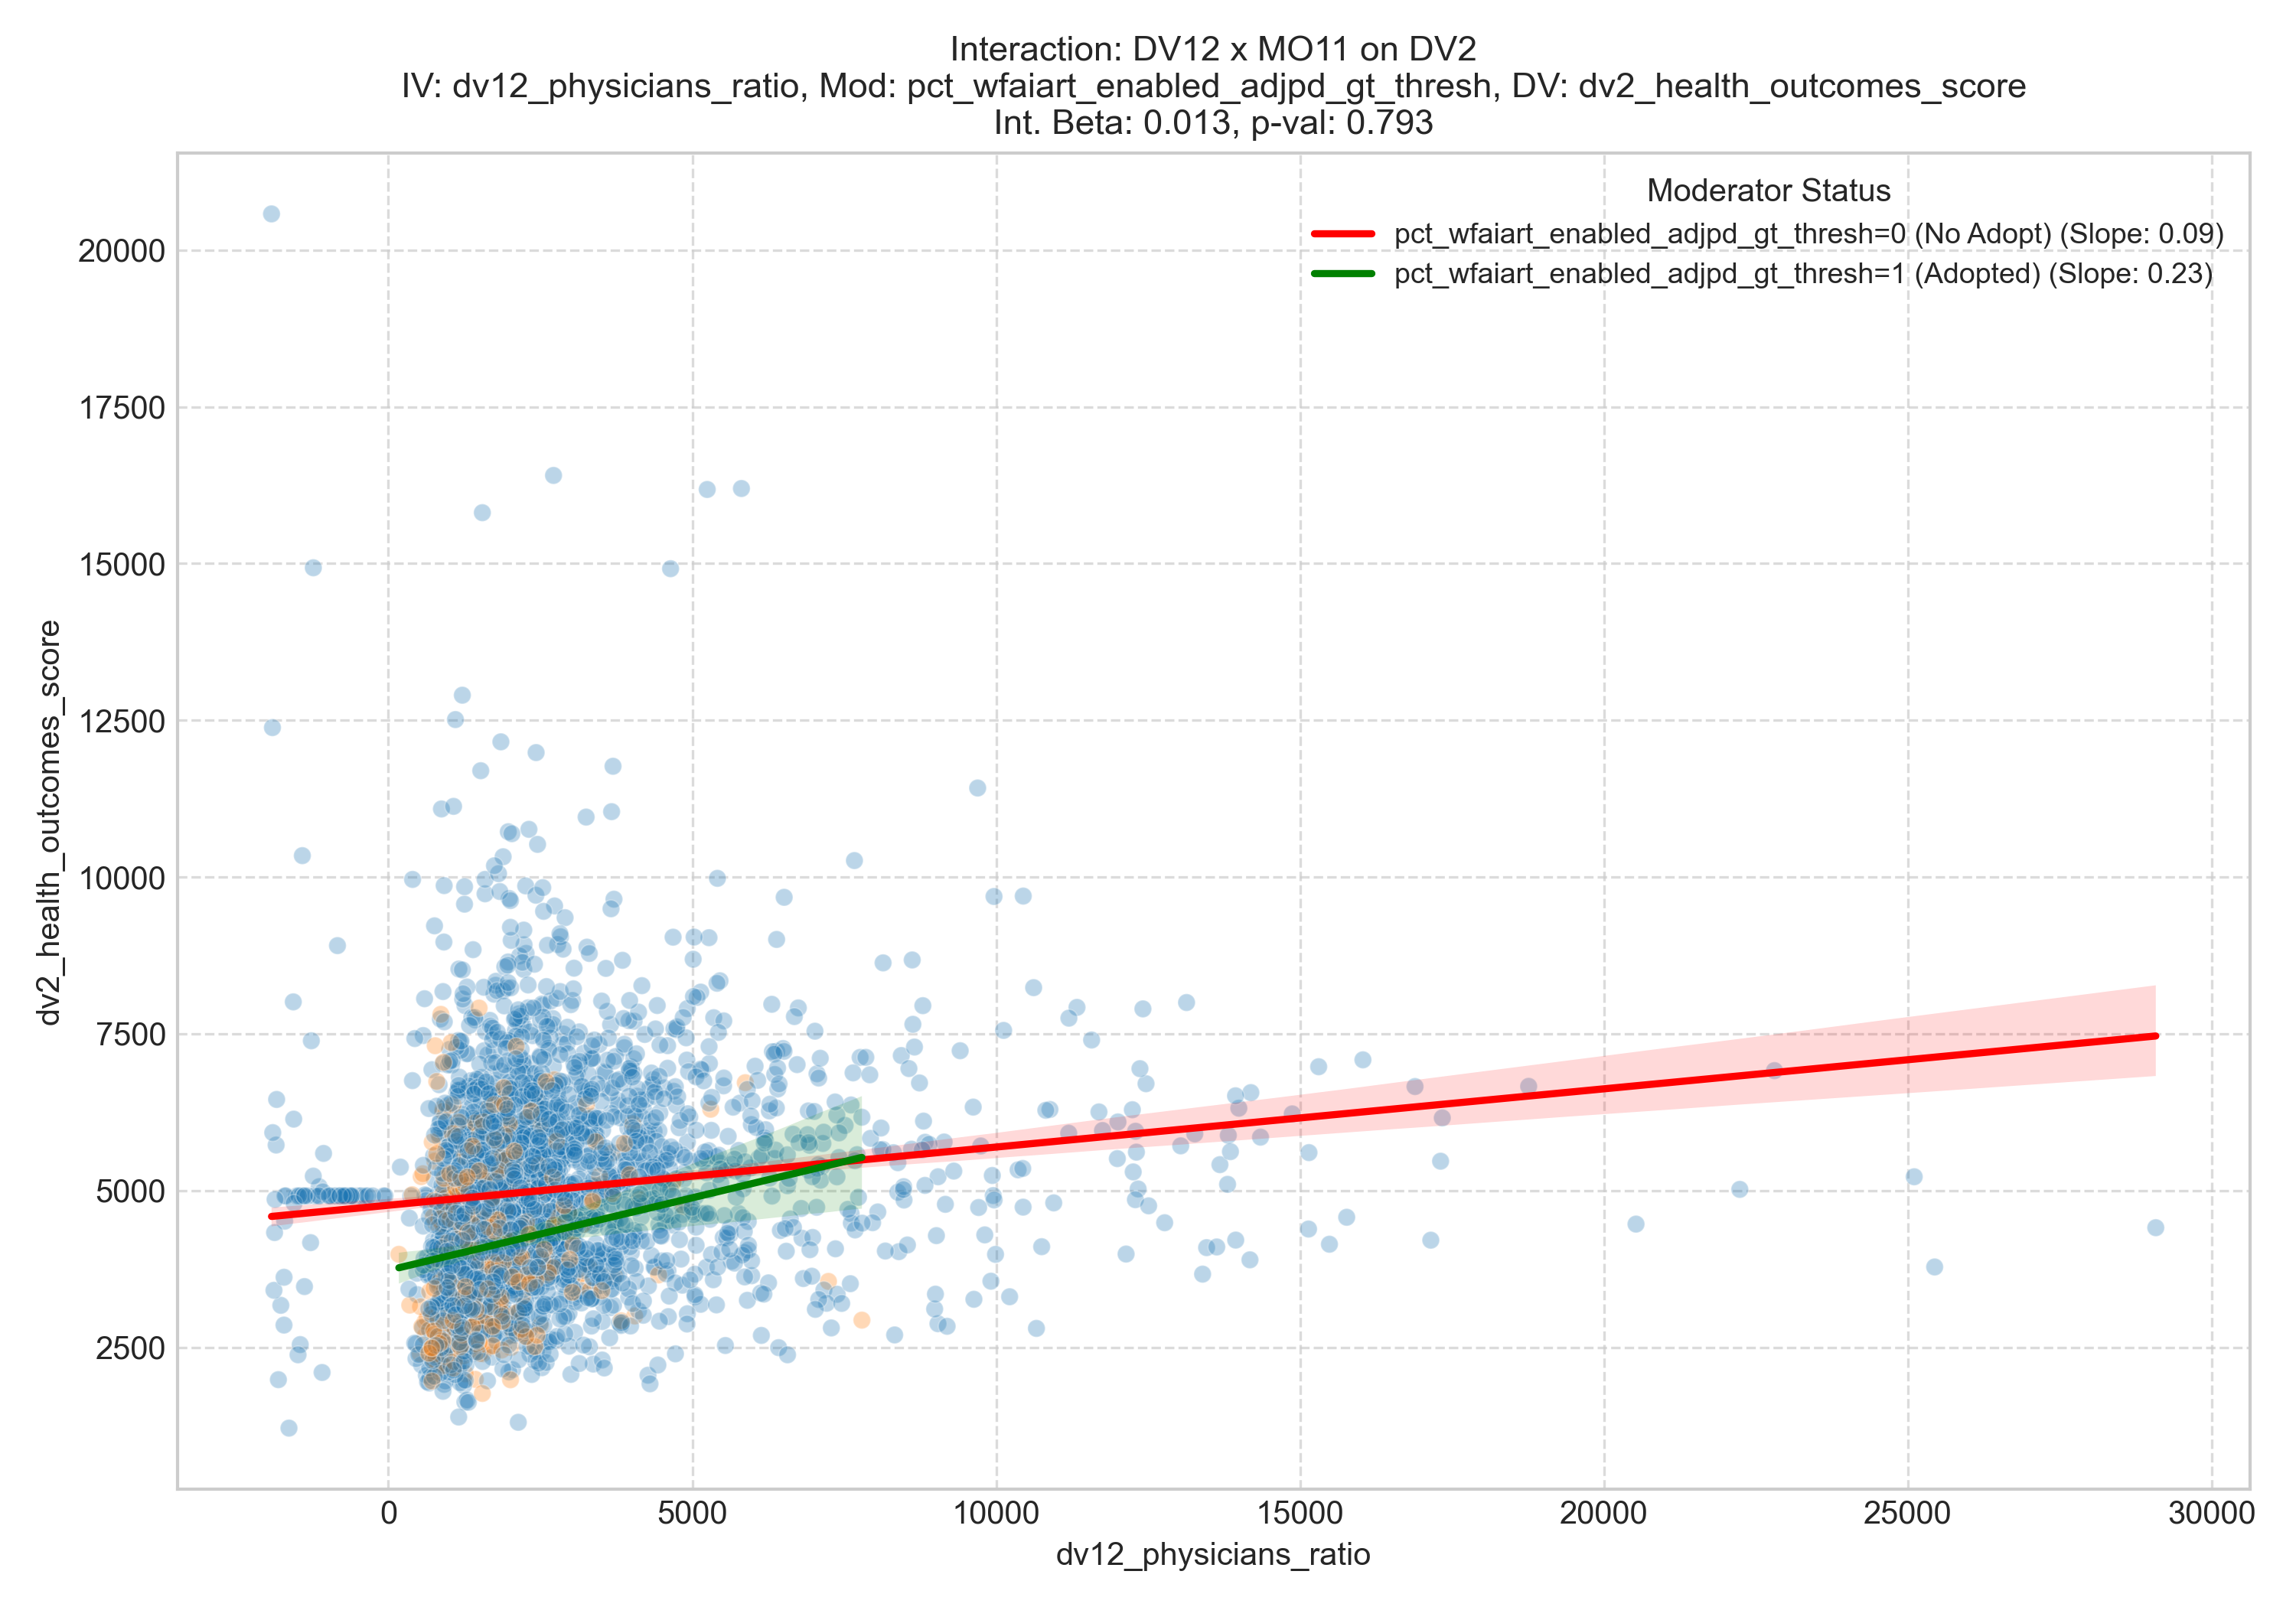 Interaction: DV12 x MO11 on DV2
IV: dv12_physicians_ratio, Mod: pct_wfaiart_enabled_adjpd_gt_thresh, DV: dv2_health_outcomes_score
Int. Beta: 0.013, p-val: 0.793
Moderator Status
pct_wfaiart_enabled_adjpd_gt_thresh=0 (No Adopt) (Slope: 0.09)
pct_wfaiart_enabled_adjpd_gt_thresh=1 (Adopted) (Slope: 0.23)
20000
17500
15000
12500
10000
7500
5000
2500
dv2_health_outcomes_score
0
5000
10000
15000
20000
25000
30000
dv12_physicians_ratio